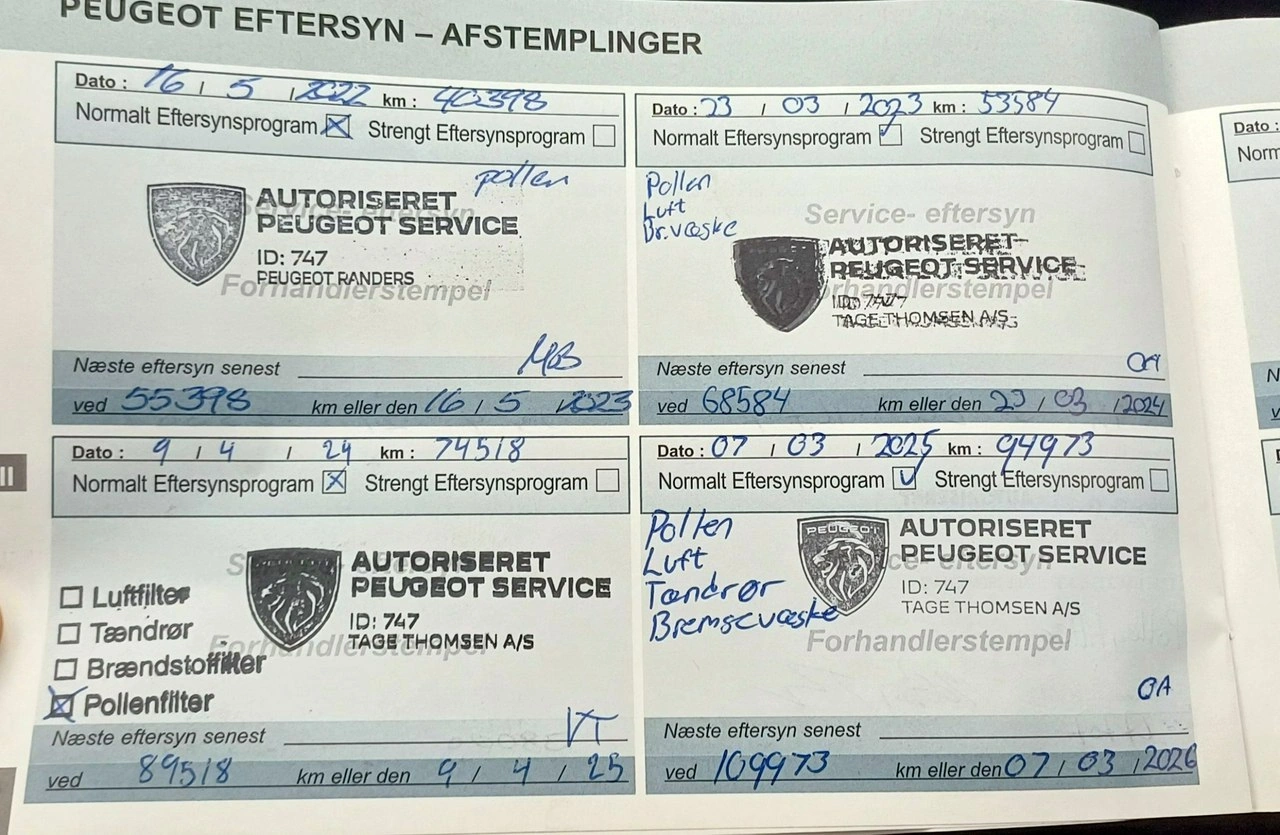 PEUGEOT EFTERSYN – AFSTEMPLINGER
Dato : 16 / 5 / 2022 km : 40398
Normalt Eftersynsprogram Strengt Eftersynsprogram
pollen
Service- eftersyn
AUTORISERET
PEUGEOT SERVICE
ID: 747
PEUGEOT RANDERS
Forhandlerstempel
MOB
Næste eftersyn senest
ved 55398 km eller den 16 / 5 / 2023
Dato : 23 / 03 / 2023 km : 53584
Normalt Eftersynsprogram Strengt Eftersynsprogram
Pollen
Luft
Br.væske
Service- eftersyn
AUTORISERET
PEUGEOT SERVICE
Forhandlerstempel
ID: 747
TAGE THOMSEN A/S
OA
Næste eftersyn senest
ved 68584 km eller den 23 / 03 / 2024
Dato : 9 / 4 / 24 km : 74518
Normalt Eftersynsprogram Strengt Eftersynsprogram
AUTORISERET
PEUGEOT SERVICE
ID: 747
TAGE THOMSEN A/S
Forhandlerstempel
Luftfilter
Tændrør
Brændstoffilter
Pollenfilter
VT
Næste eftersyn senest
ved 89518 km eller den 9 / 4 / 25
Dato : 07 / 03 / 2025 km : 94973
Normalt Eftersynsprogram Strengt Eftersynsprogram
Pollen
Luft
Tændrør
Bremsevæske
PEUGEOT
AUTORISERET
PEUGEOT SERVICE
ID: 747
TAGE THOMSEN A/S
Forhandlerstempel
OA
Næste eftersyn senest
ved 109973 km eller den 07 / 03 / 2026
Dato :